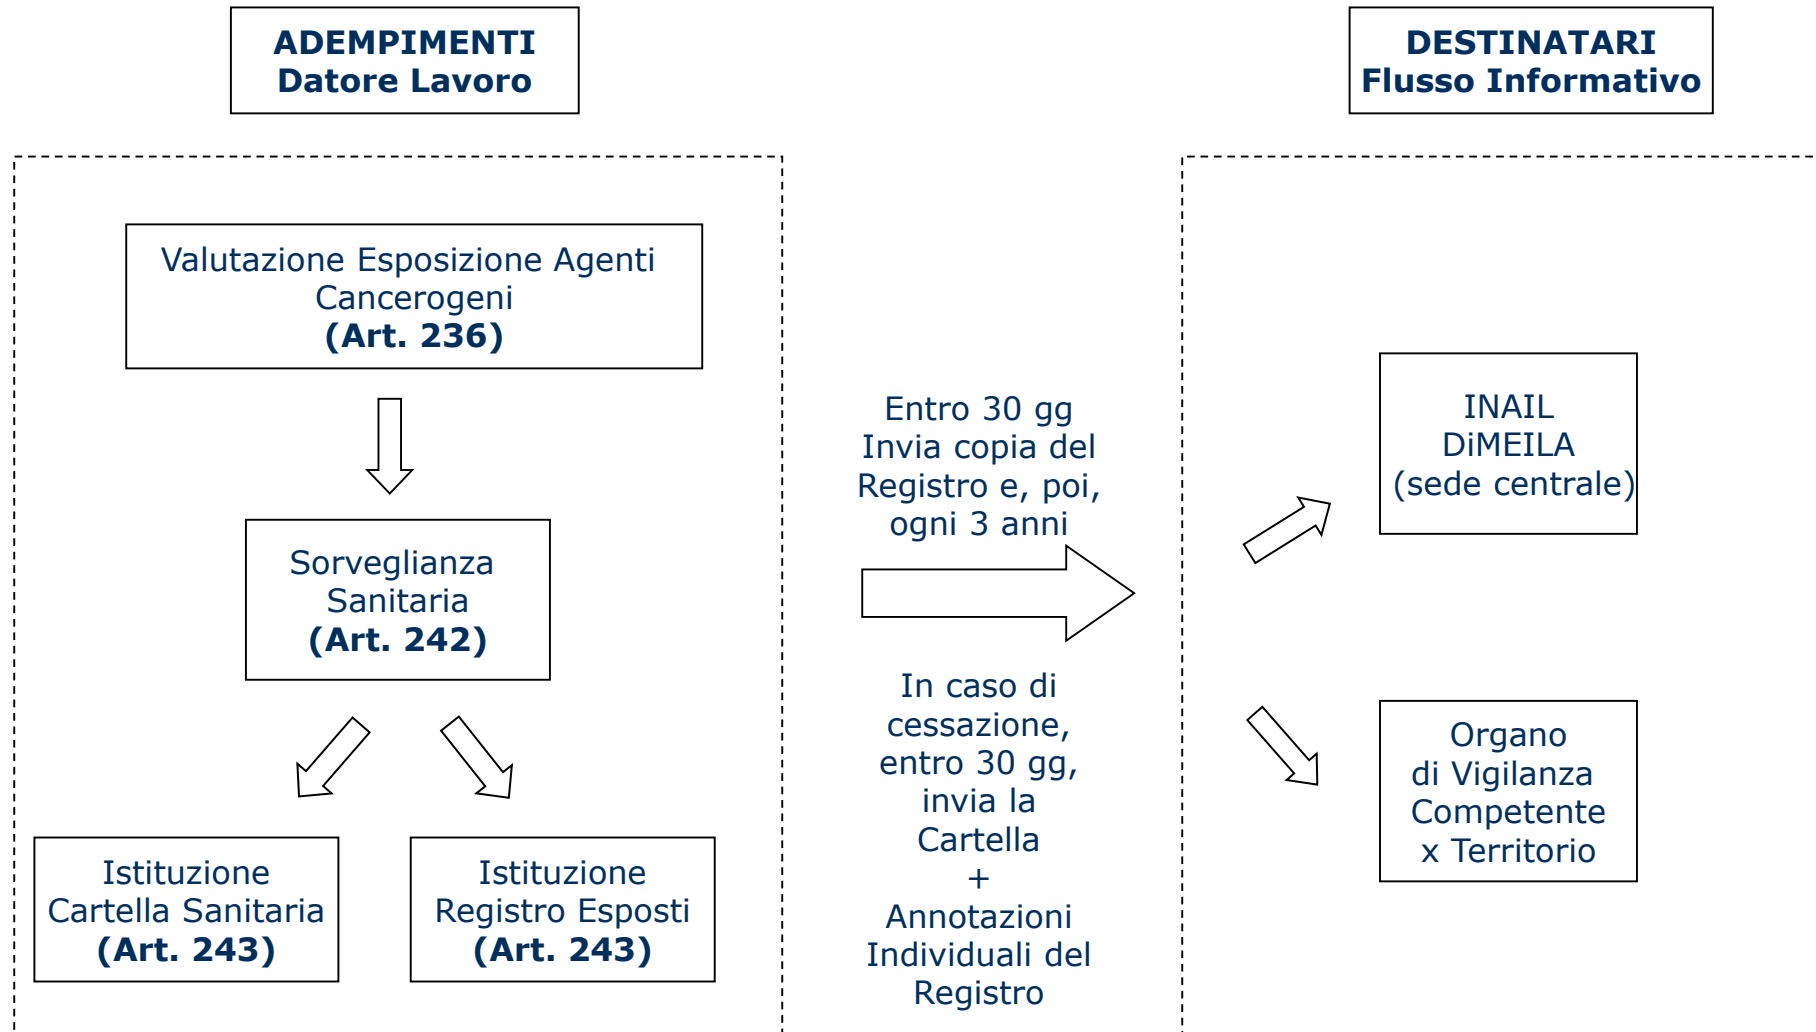 ADEMPIMENTI
Datore Lavoro
DESTINATARI
Flusso Informativo
Valutazione Esposizione Agenti
Cancerogeni
(Art. 236)
Sorveglianza
Sanitaria
(Art. 242)
Istituzione
Cartella Sanitaria
(Art. 243)
Istituzione
Registro Esposti
(Art. 243)
Entro 30 gg
Invia copia del
Registro e, poi,
ogni 3 anni
In caso di
cessazione,
entro 30 gg,
invia la
Cartella
+
Annotazioni
Individuali del
Registro
INAIL
DiMEILA
(sede centrale)
Organo
di Vigilanza
Competente
x Territorio